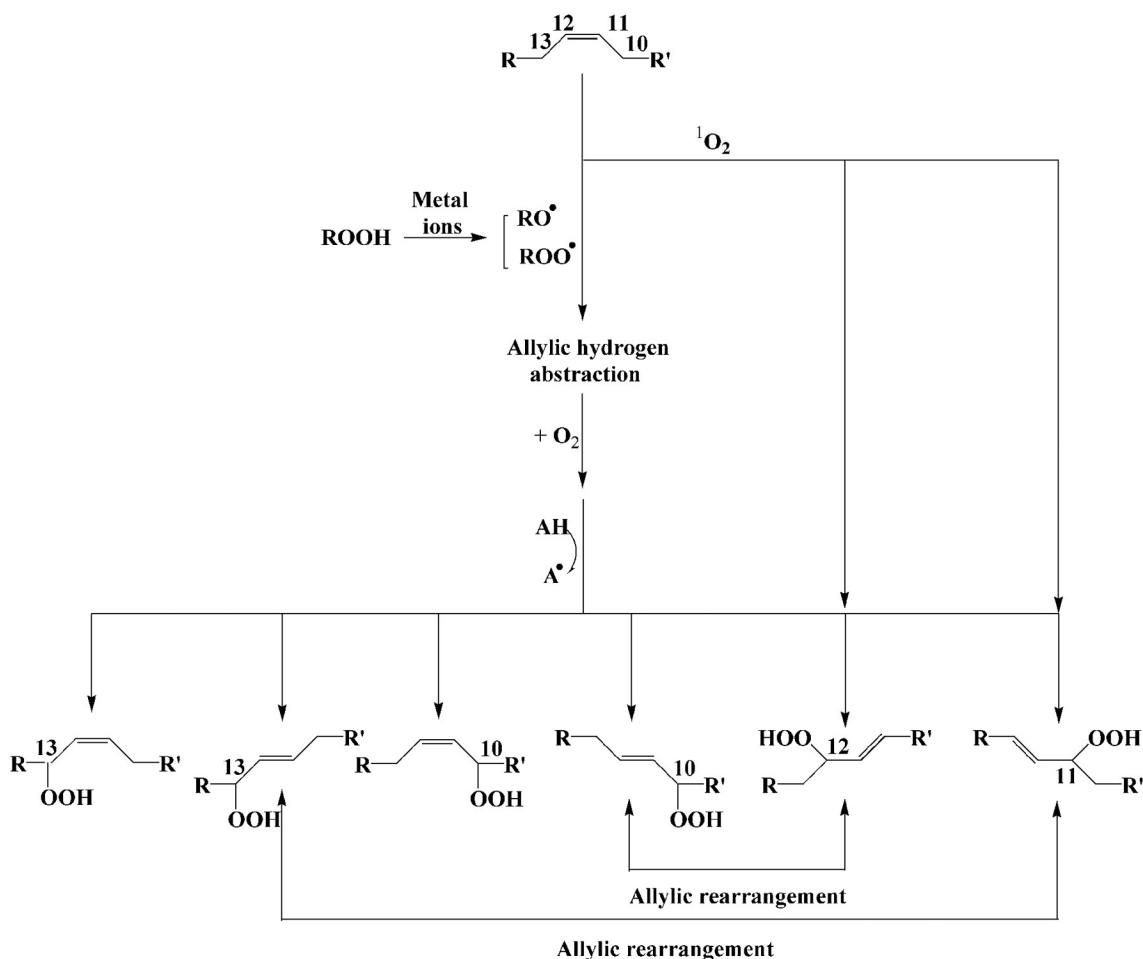 12 11
13 10
R R'
¹O₂
Metal
ions
ROOH
RO•
ROO•
Allylic hydrogen
abstraction
+ O₂
AH
A•
13
R R'
OOH
R'
13
R
OOH
10
R R'
OOH
R
10
R'
OOH
HOO 12 R'
R
R OOH
11
R'
Allylic rearrangement
Allylic rearrangement